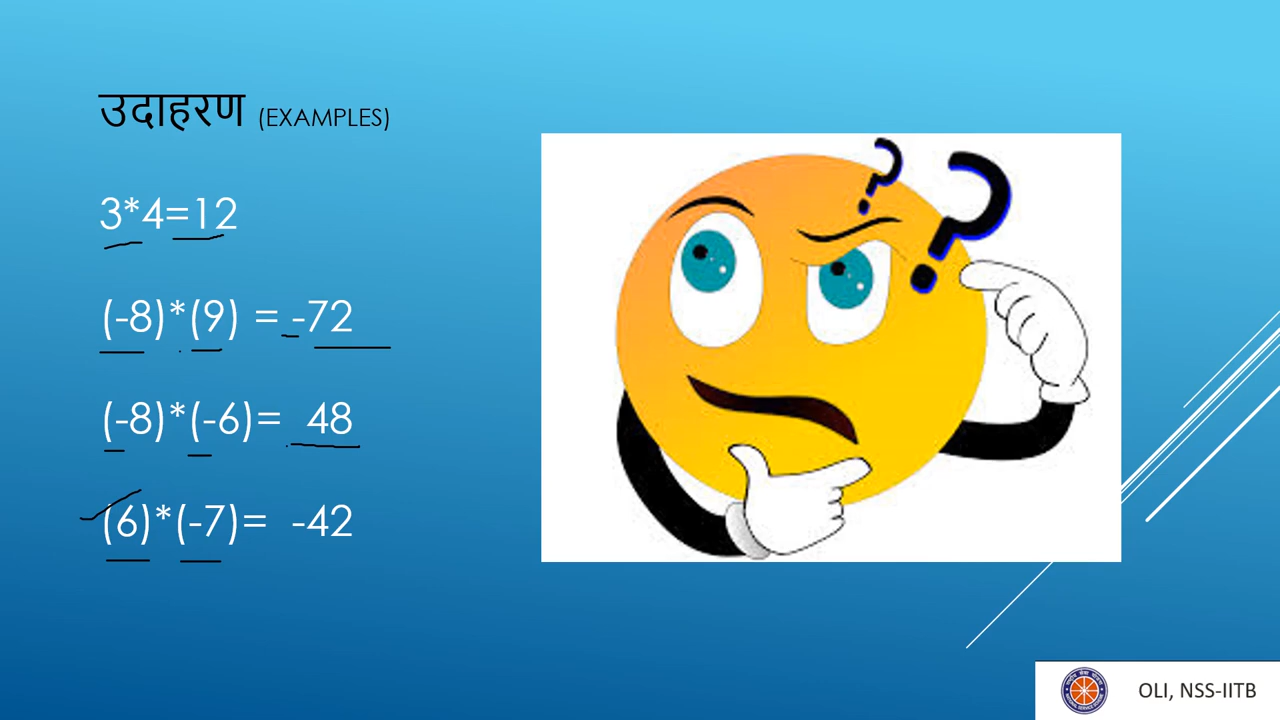 उदाहरण (EXAMPLES)
3*4=12
(-8)*(9) = -72
(-8)*(-6)= 48
(6)*(-7)= -42
? ?
OLI, NSS-IITB